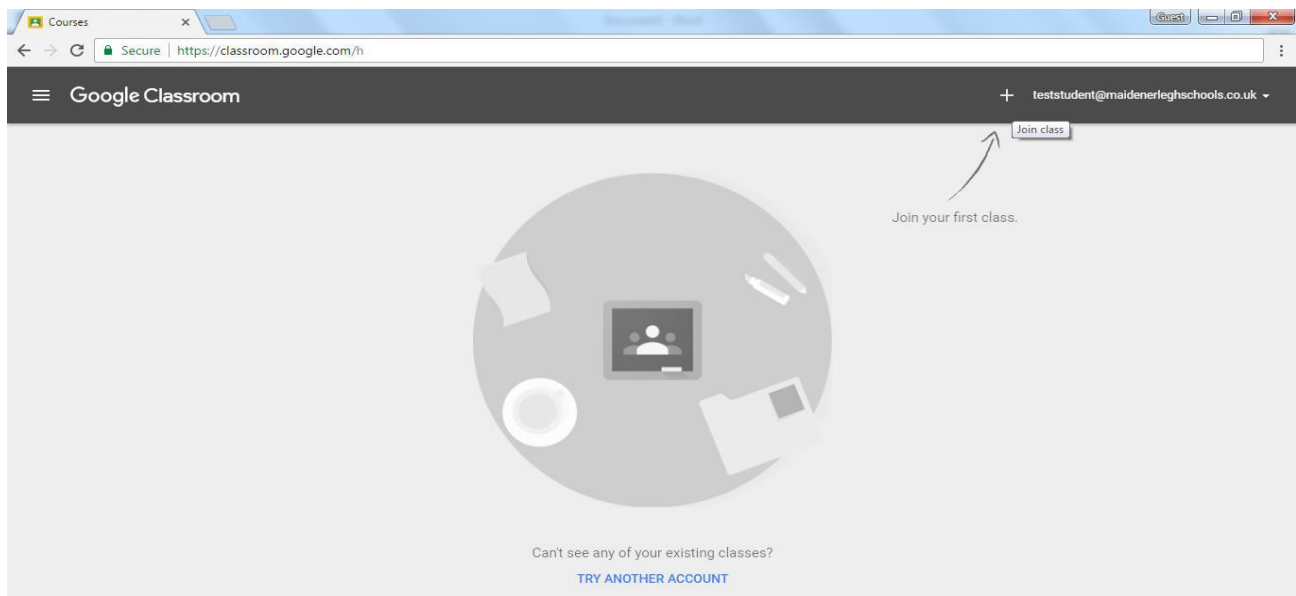 Courses
Guest
Secure | https://classroom.google.com/h
Google Classroom
teststudent@maidenerleghschools.co.uk
Join class
Join your first class.
Can't see any of your existing classes?
TRY ANOTHER ACCOUNT